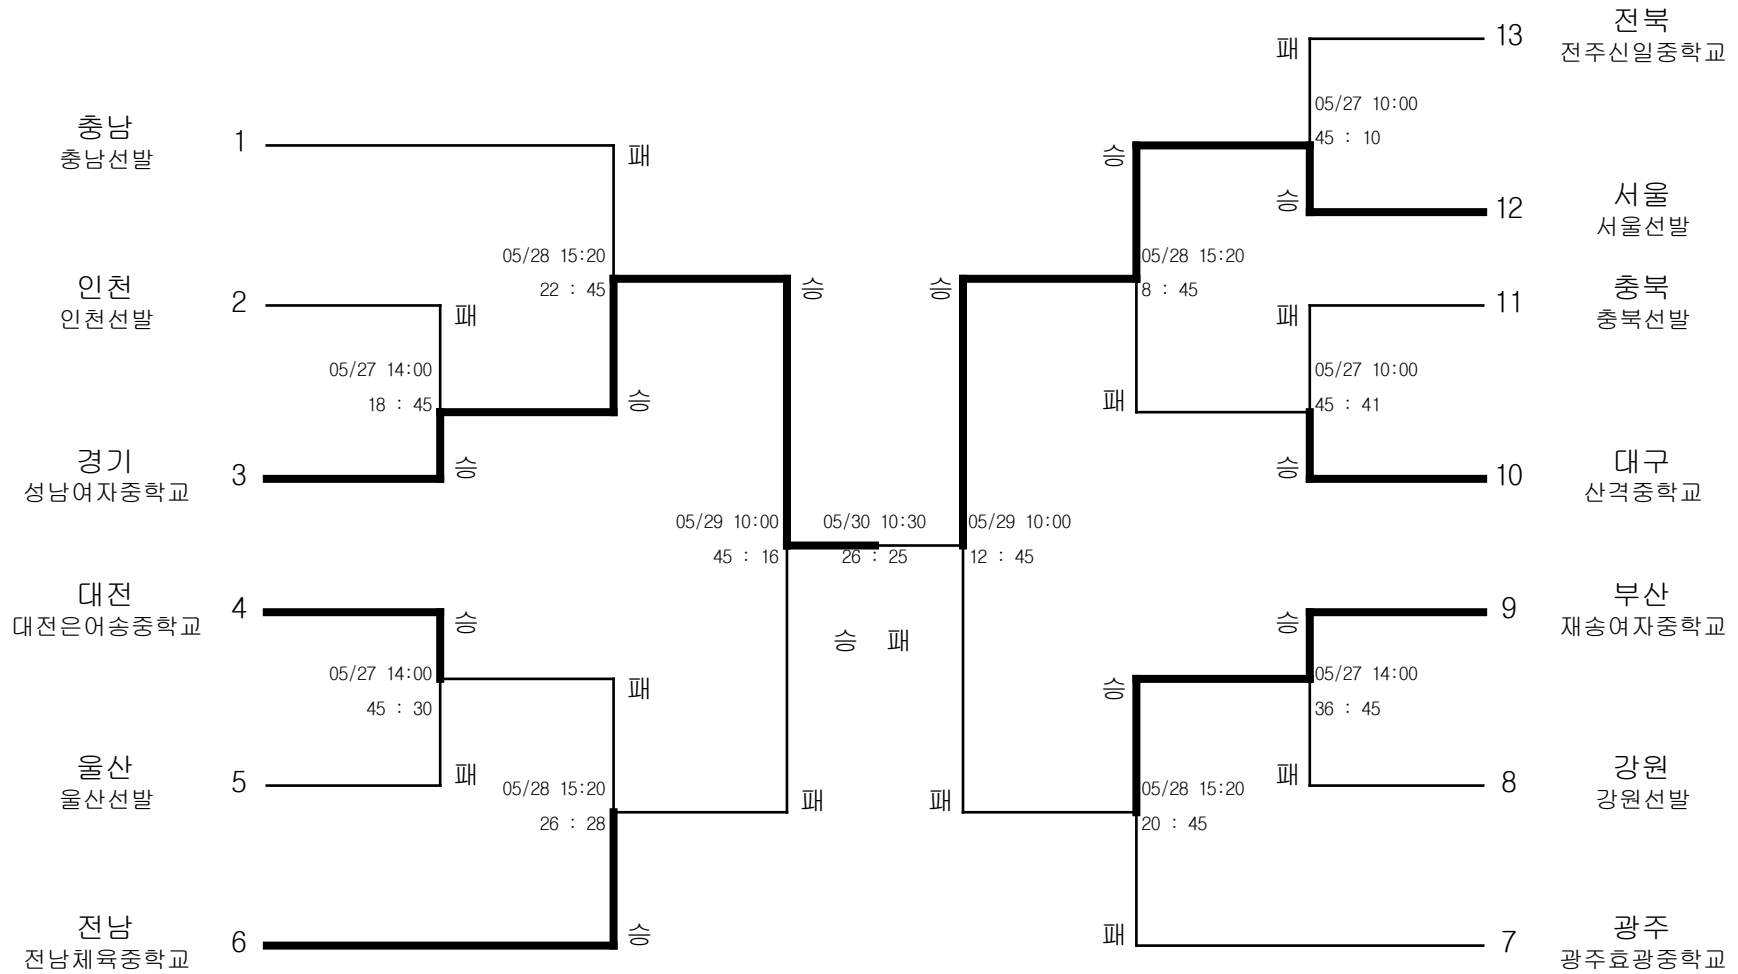 전북
전주신일중학교
13
패
05/27 10:00
45 : 10
충남
충남선발
1
패
승
승
서울
서울선발
12
05/28 15:20
22 : 45
승
승
05/28 15:20
8 : 45
인천
인천선발
2
패
패
11
충북
충북선발
05/27 14:00
18 : 45
승
패
05/27 10:00
45 : 41
경기
성남여자중학교
3
승
승
10
대구
산격중학교
05/29 10:00
45 : 16
05/30 10:30
26 : 25
05/29 10:00
12 : 45
대전
대전은어송중학교
4
승
승 패
승
9
부산
재송여자중학교
05/27 14:00
45 : 30
패
승
05/27 14:00
36 : 45
울산
울산선발
5
패
05/28 15:20
26 : 28
패
패
05/28 15:20
20 : 45
패
8
강원
강원선발
전남
전남체육중학교
6
승
패
7
광주
광주효광중학교